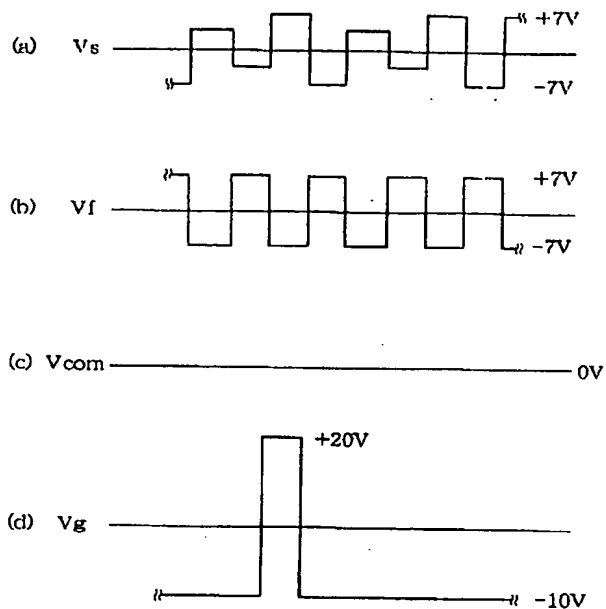 (a) Vs +7V
-7V
(b) Vf +7V
-7V
(c) Vcom 0V
+20V
(d) Vg
-10V